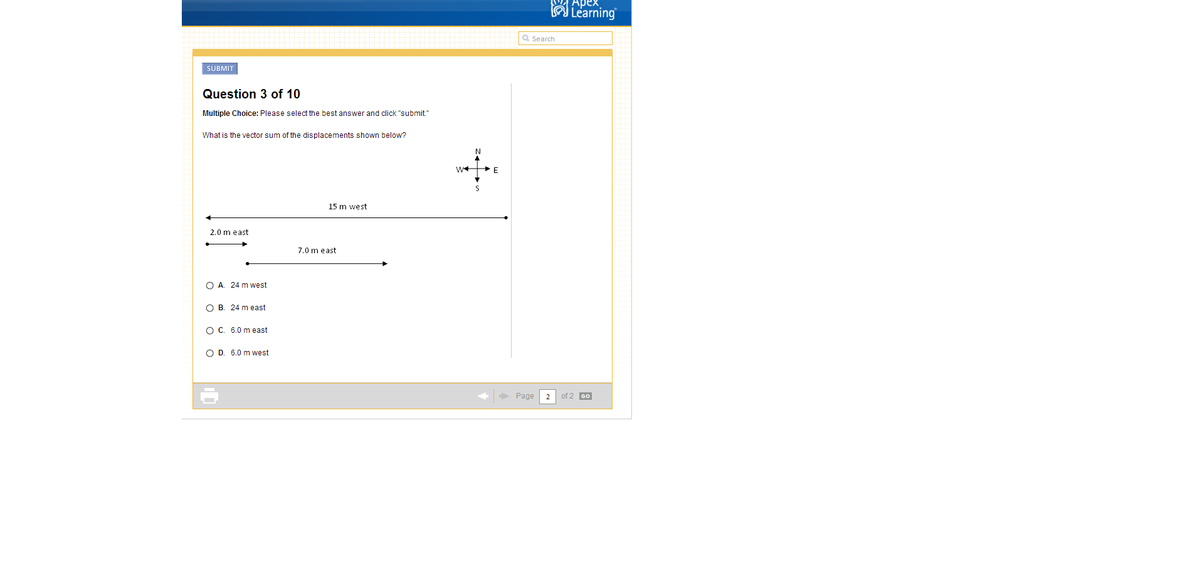 Apex
Learning
Search
SUBMIT
Question 3 of 10
Multiple Choice: Please select the best answer and click "submit."
What is the vector sum of the displacements shown below?
N
W E
S
15 m west
2.0 m east
7.0 m east
A. 24 m west
B. 24 m east
C. 6.0 m east
D. 6.0 m west
Page 2 of 2 GO